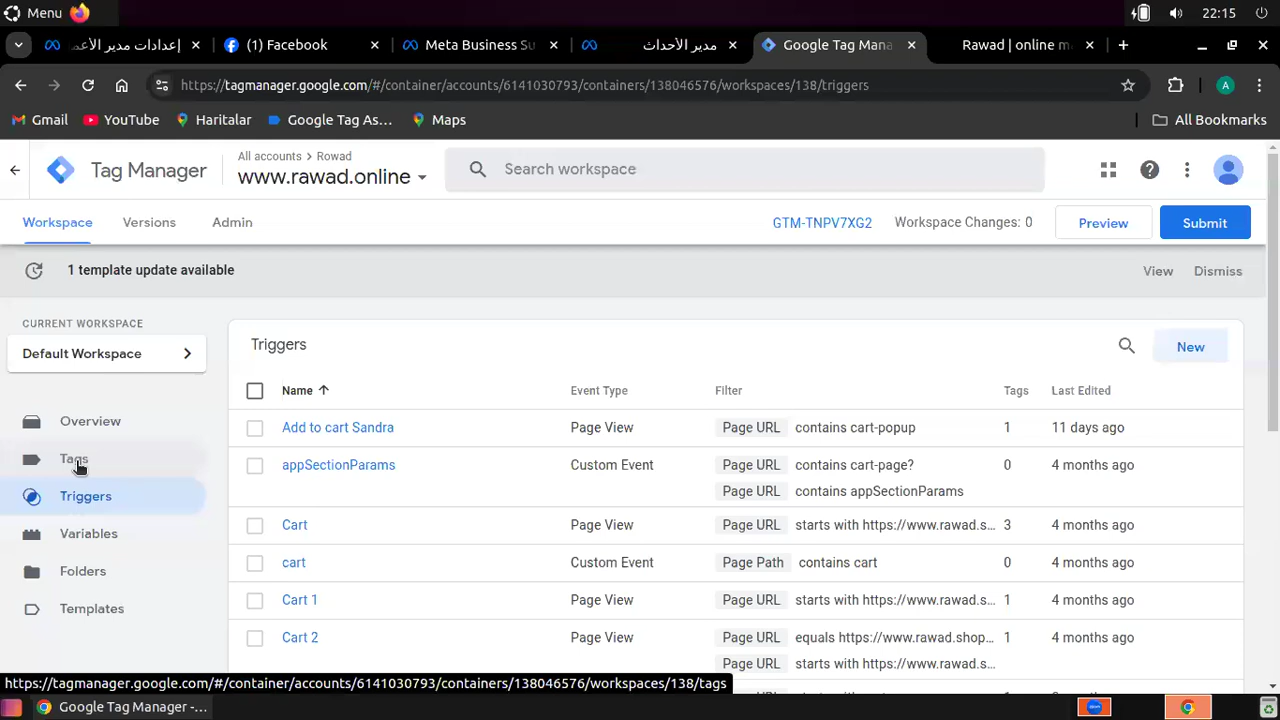 Menu
22:15
إعدادات مدير الأعم
(1) Facebook
Meta Business Su
مدير الأحداث
Google Tag Mana
Rawad | online m
https://tagmanager.google.com/#/container/accounts/6141030793/containers/138046576/workspaces/138/triggers
A
Gmail
YouTube
Haritalar
Google Tag As...
Maps
All Bookmarks
Tag Manager
All accounts > Rowad
www.rawad.online
Search workspace
Workspace
Versions
Admin
GTM-TNPV7XG2
Workspace Changes: 0
Preview
Submit
1 template update available
View
Dismiss
CURRENT WORKSPACE
Default Workspace
Overview
Tags
Triggers
Variables
Folders
Templates
Triggers
New
Name
Event Type
Filter
Tags
Last Edited
Add to cart Sandra
Page View
Page URL contains cart-popup
1
11 days ago
appSectionParams
Custom Event
Page URL contains cart-page?
0
4 months ago
Page URL contains appSectionParams
Cart
Page View
Page URL starts with https://www.rawad.s...
3
4 months ago
cart
Custom Event
Page Path contains cart
0
4 months ago
Cart 1
Page View
Page URL starts with https://www.rawad.s...
1
4 months ago
Cart 2
Page View
Page URL equals https://www.rawad.shop...
1
4 months ago
Page URL starts with https://www.rawad.s...
https://tagmanager.google.com/#/container/accounts/6141030793/containers/138046576/workspaces/138/tags
Google Tag Manager -...
zoom